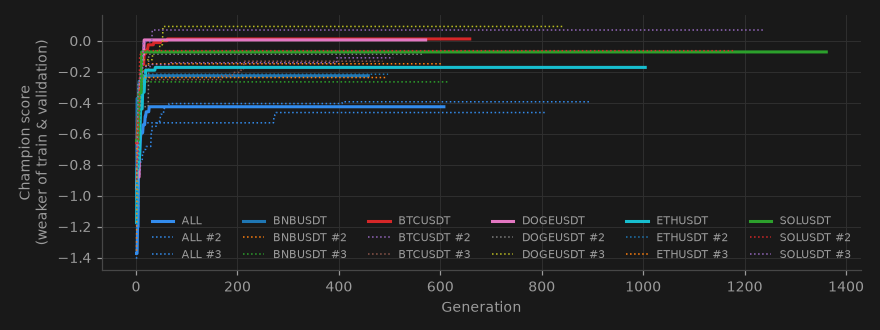 Champion score
(weaker of train & validation)
0.0
−0.2
−0.4
−0.6
−0.8
−1.0
−1.2
−1.4
ALL BNBUSDT BTCUSDT DOGEUSDT ETHUSDT SOLUSDT
ALL #2 BNBUSDT #2 BTCUSDT #2 DOGEUSDT #2 ETHUSDT #2 SOLUSDT #2
ALL #3 BNBUSDT #3 BTCUSDT #3 DOGEUSDT #3 ETHUSDT #3 SOLUSDT #3
0 200 400 600 800 1000 1200 1400
Generation